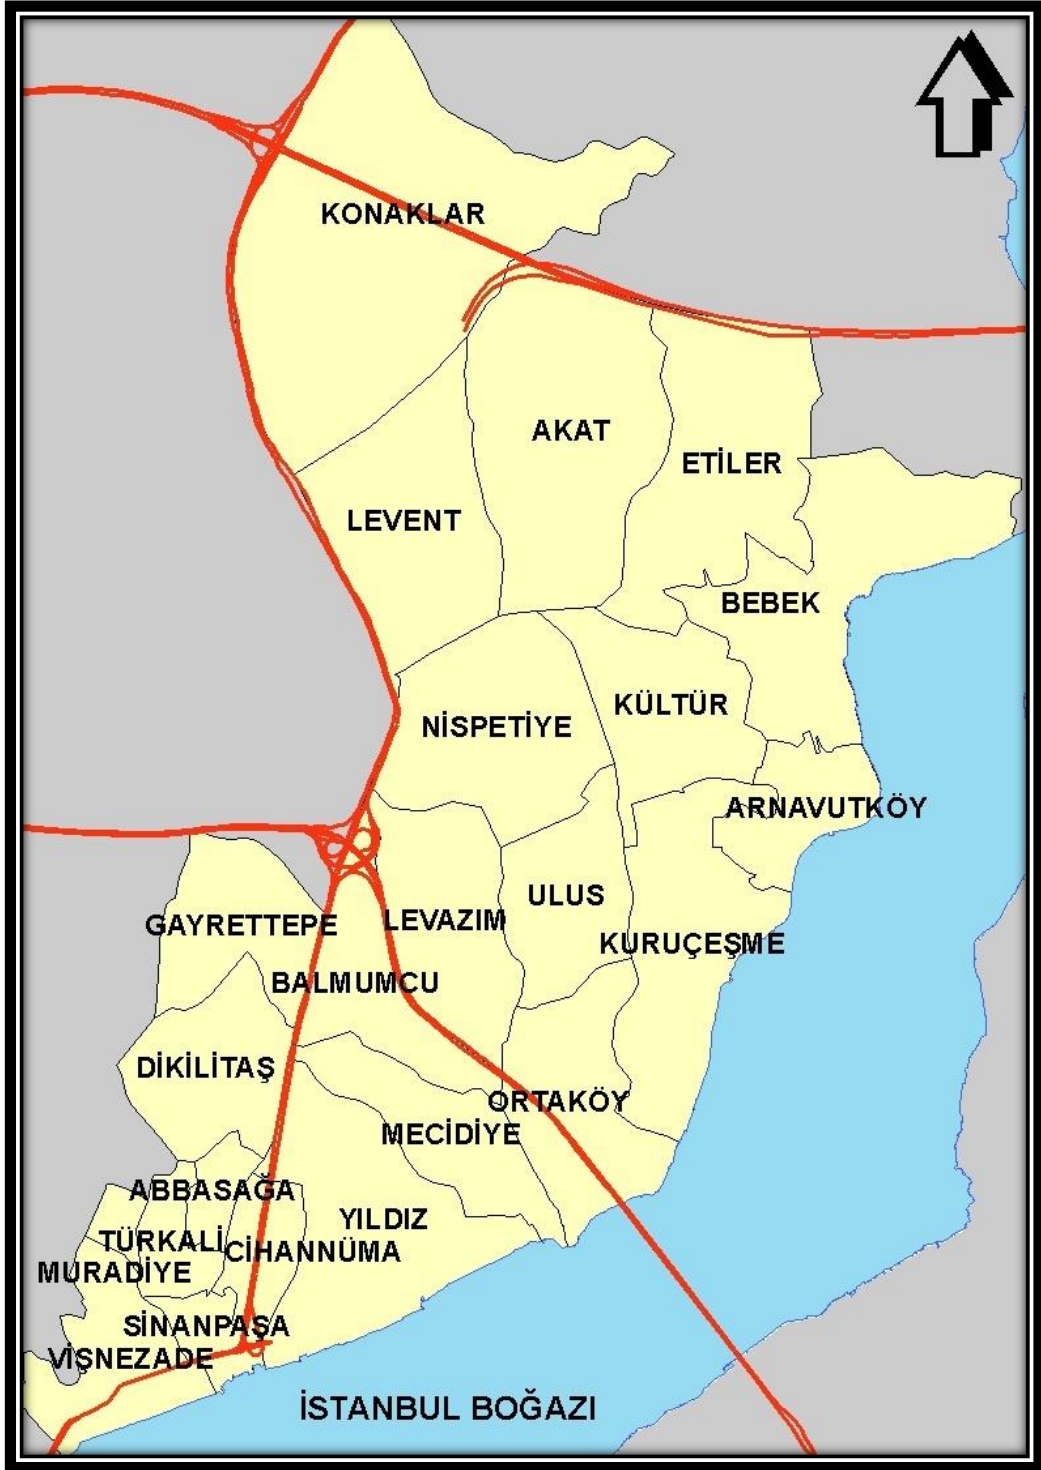 KONAKLAR
AKAT
ETİLER
LEVENT
BEBEK
KÜLTÜR
NİSPETİYE
ARNAVUTKÖY
ULUS
LEVAZIM
GAYRETTEPE
KURUÇEŞME
BALMUMCU
DİKİLİTAŞ
ORTAKÖY
MECİDİYE
ABBASAĞA
YILDIZ
TÜRKALİ
CİHANNÜMA
MURADİYE
SİNANPAŞA
VİŞNEZADE
İSTANBUL BOĞAZI